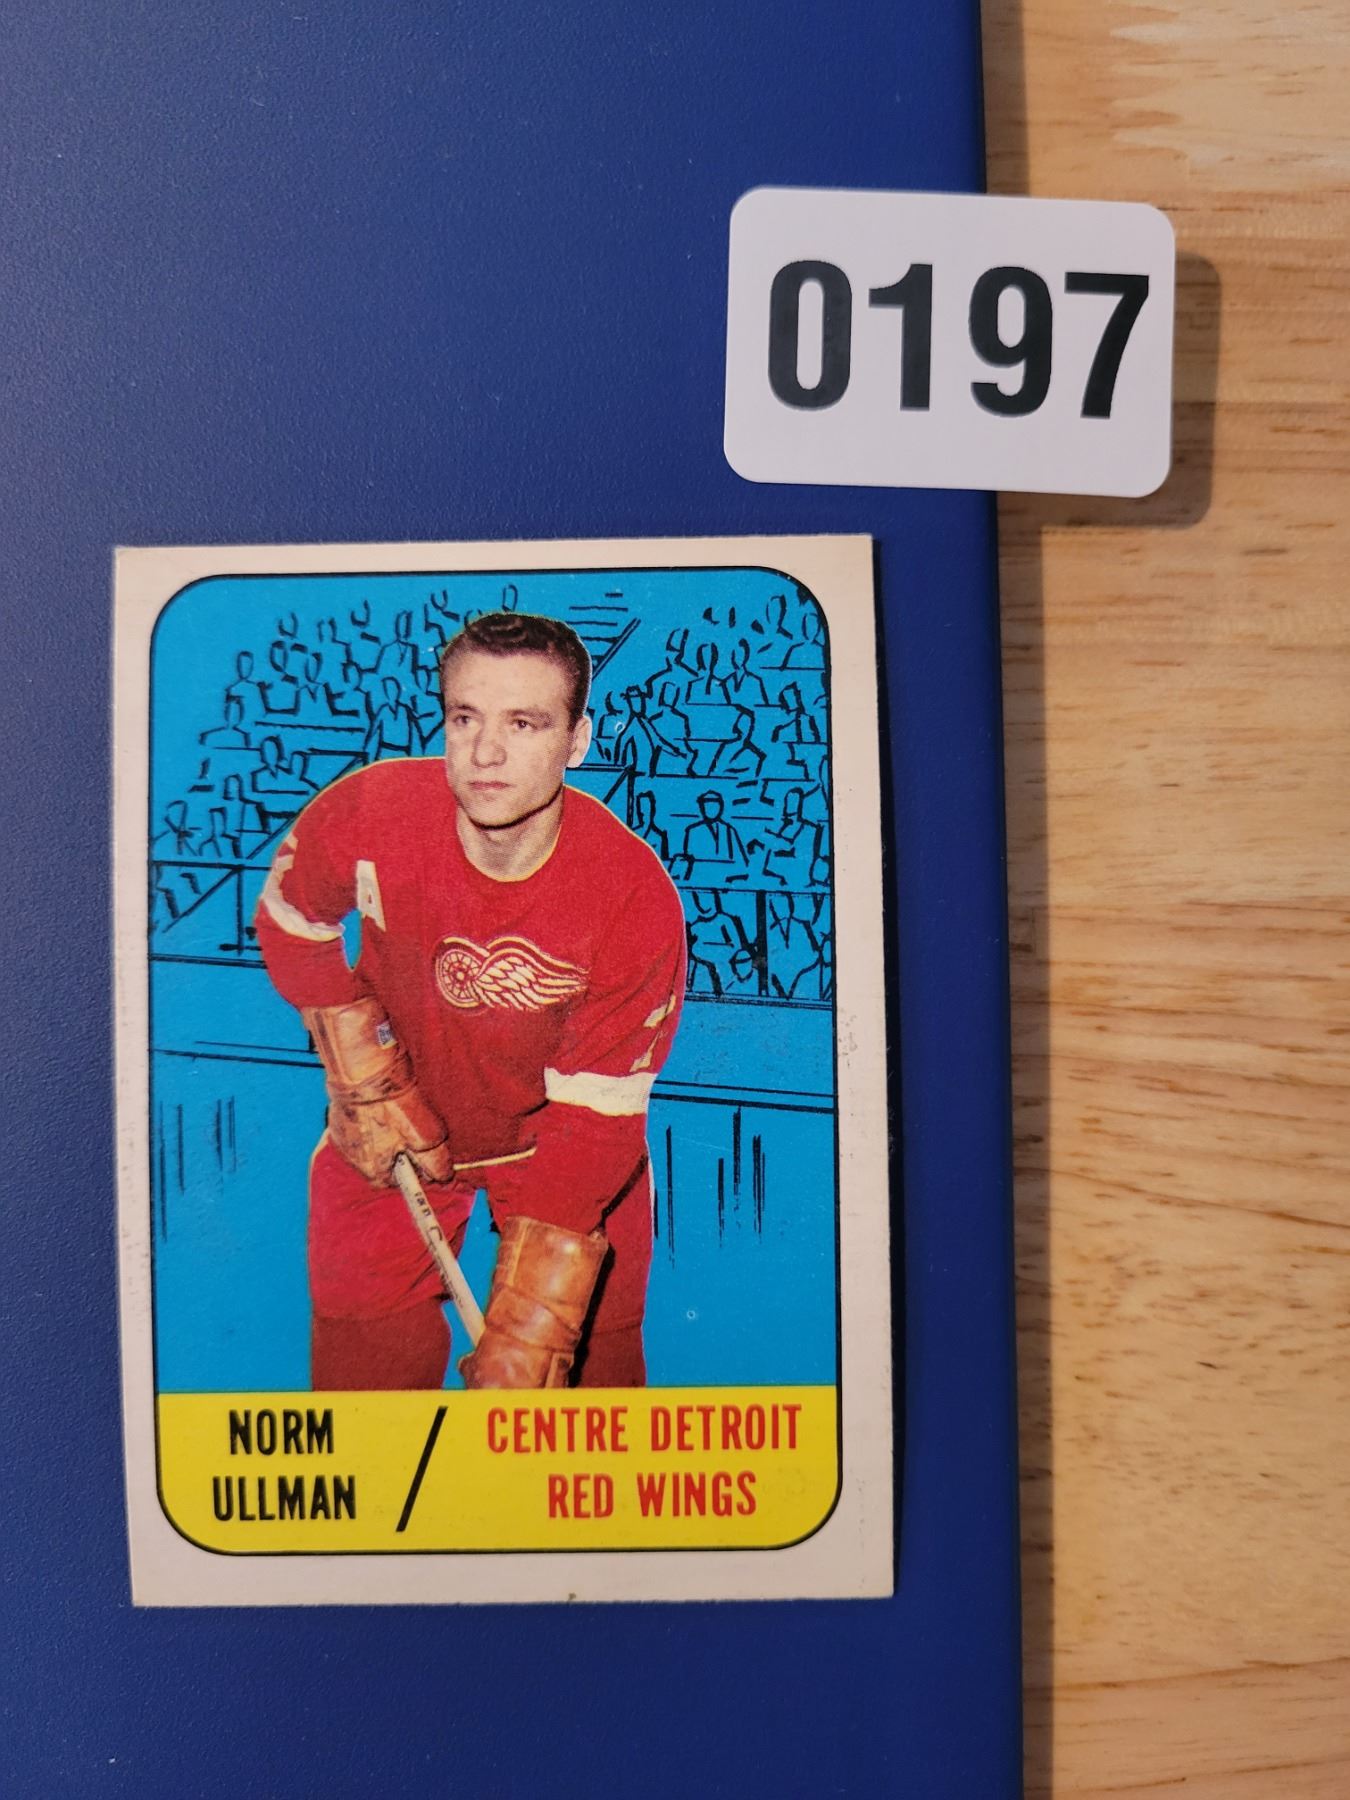 0197
A
NORM
ULLMAN
/
CENTRE DETROIT
RED WINGS